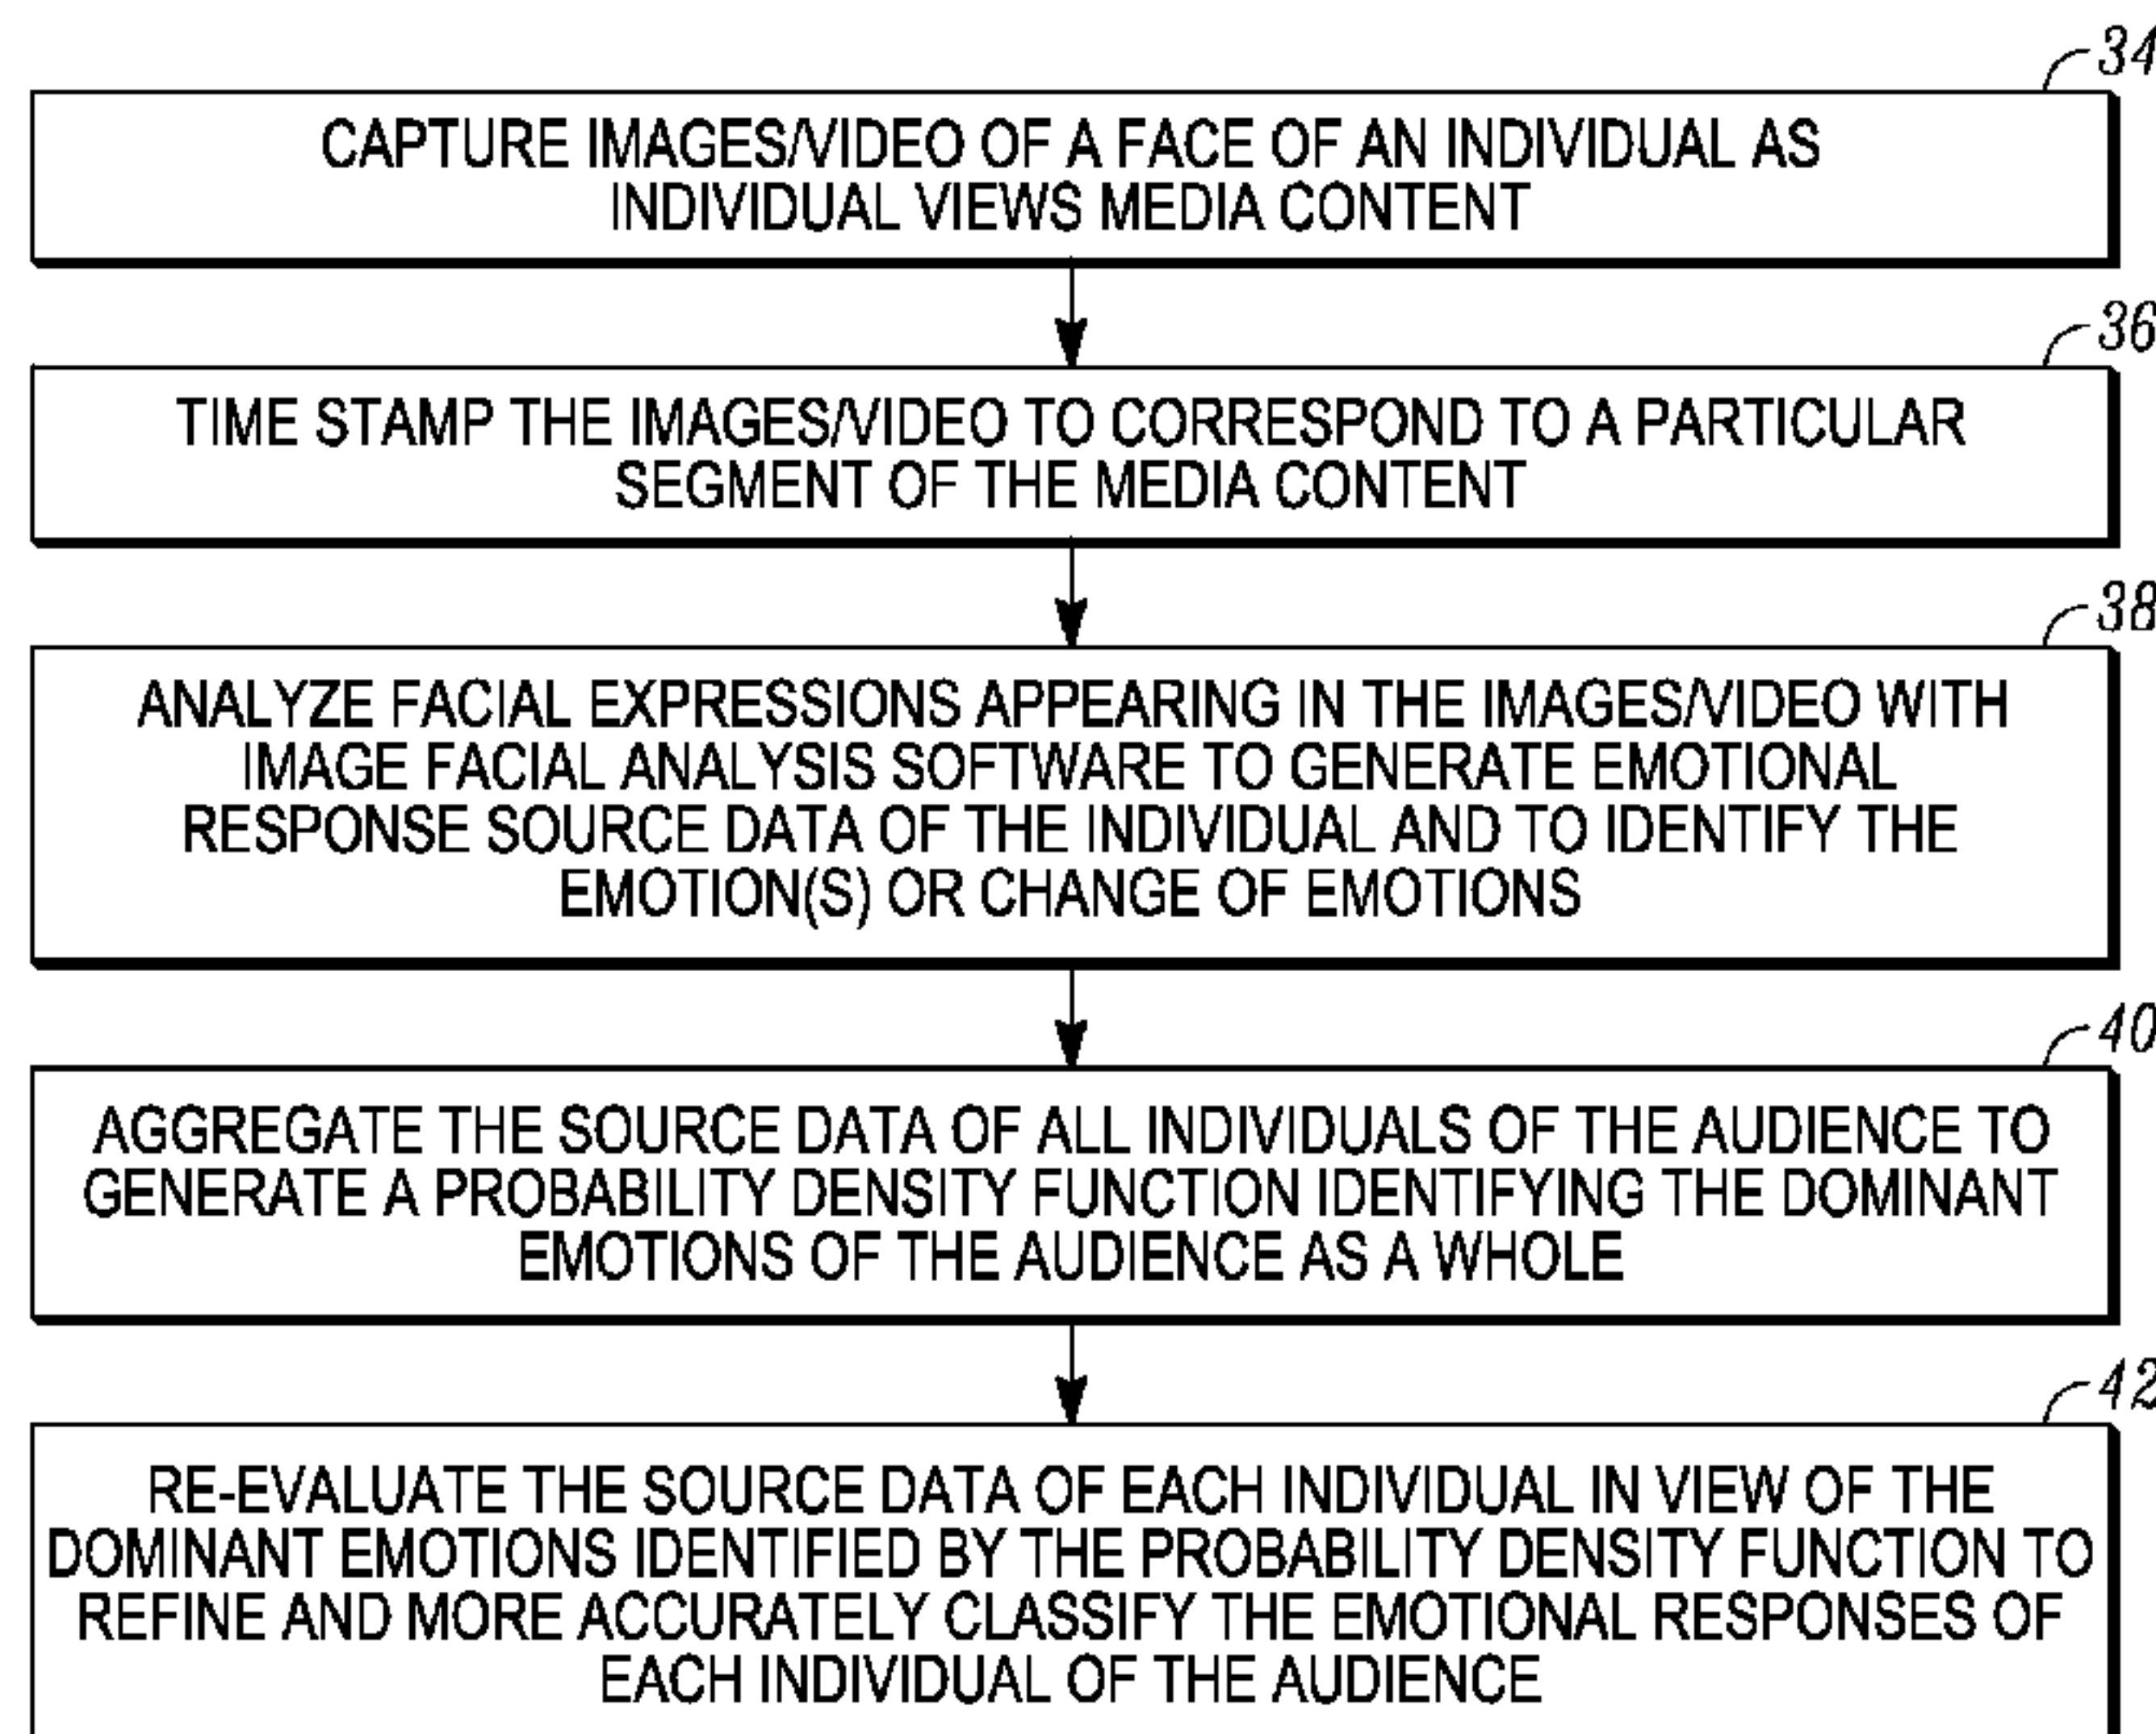 34
CAPTURE IMAGES/VIDEO OF A FACE OF AN INDIVIDUAL AS
INDIVIDUAL VIEWS MEDIA CONTENT
36
TIME STAMP THE IMAGES/VIDEO TO CORRESPOND TO A PARTICULAR
SEGMENT OF THE MEDIA CONTENT
38
ANALYZE FACIAL EXPRESSIONS APPEARING IN THE IMAGES/VIDEO WITH
IMAGE FACIAL ANALYSIS SOFTWARE TO GENERATE EMOTIONAL
RESPONSE SOURCE DATA OF THE INDIVIDUAL AND TO IDENTIFY THE
EMOTION(S) OR CHANGE OF EMOTIONS
40
AGGREGATE THE SOURCE DATA OF ALL INDIVIDUALS OF THE AUDIENCE TO
GENERATE A PROBABILITY DENSITY FUNCTION IDENTIFYING THE DOMINANT
EMOTIONS OF THE AUDIENCE AS A WHOLE
42
RE-EVALUATE THE SOURCE DATA OF EACH INDIVIDUAL IN VIEW OF THE
DOMINANT EMOTIONS IDENTIFIED BY THE PROBABILITY DENSITY FUNCTION TO
REFINE AND MORE ACCURATELY CLASSIFY THE EMOTIONAL RESPONSES OF
EACH INDIVIDUAL OF THE AUDIENCE